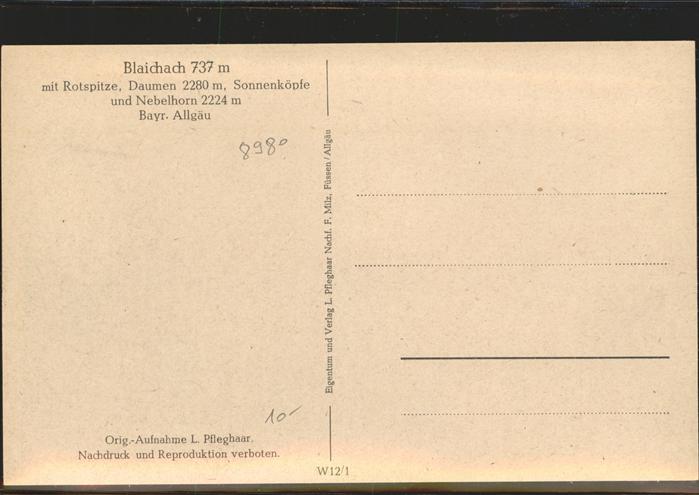 Blaichach 737 m
mit Rotspitze, Daumen 2280 m, Sonnenköpfe
und Nebelhorn 2224 m
Bayr. Allgäu
8980
Eigentum und Verlag L. Pfleghaar Nachf. F. Milz, Füssen / Allgäu
10-
Orig.-Aufnahme L. Pfleghaar.
Nachdruck und Reproduktion verboten.
W12/1